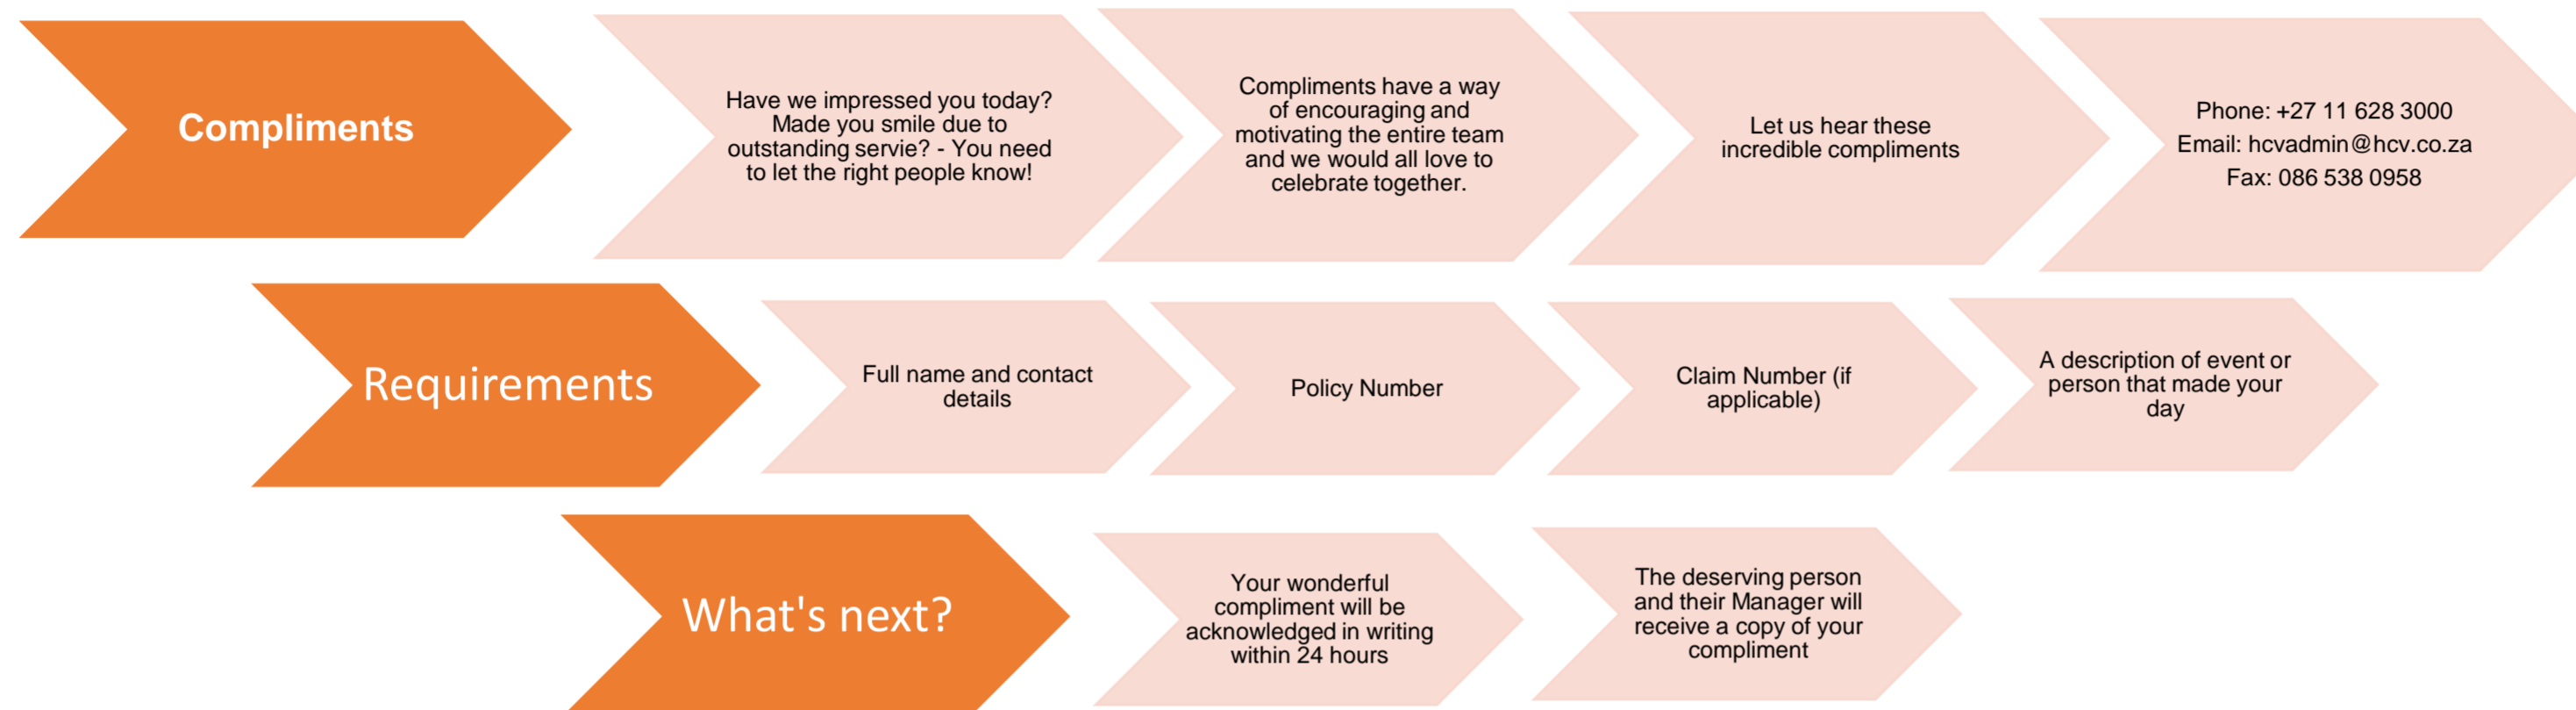 Compliments
Have we impressed you today?
Made you smile due to
outstanding servie? - You need
to let the right people know!
Compliments have a way
of encouraging and
motivating the entire team
and we would all love to
celebrate together.
Let us hear these
incredible compliments
Phone: +27 11 628 3000
Email: hcvadmin@hcv.co.za
Fax: 086 538 0958
Requirements
Full name and contact
details
Policy Number
Claim Number (if
applicable)
A description of event or
person that made your
day
What's next?
Your wonderful
compliment will be
acknowledged in writing
within 24 hours
The deserving person
and their Manager will
receive a copy of your
compliment